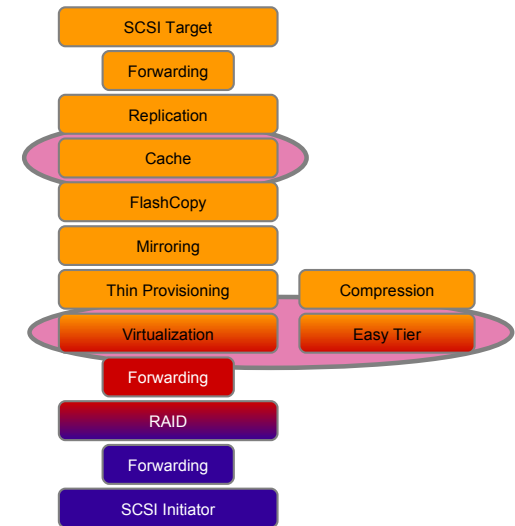 SCSI Target
Forwarding
Replication
Cache
FlashCopy
Mirroring
Thin Provisioning
Compression
Virtualization
Easy Tier
Forwarding
RAID
Forwarding
SCSI Initiator